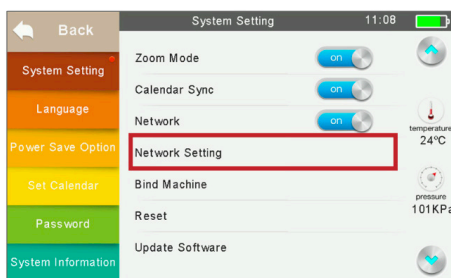 Back
System Setting
11:08
System Setting
Language
Power Save Option
Set Calendar
Password
System Information
Zoom Mode
on
Calendar Sync
on
Network
on
Network Setting
Bind Machine
Reset
Update Software
temperature
24°C
pressure
101KPa